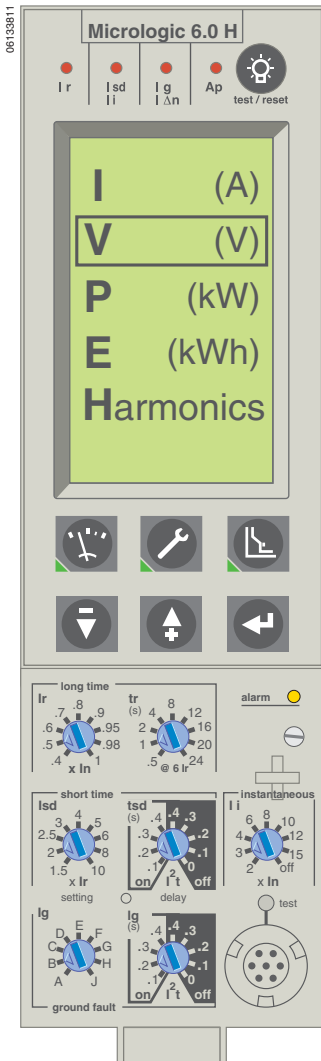 06133811
Micrologic 6.0 H
I r
I sd
I i
I g
I Δn
Ap
test / reset
I (A)
V (V)
P (kW)
E (kWh)
Harmonics
long time
alarm
Ir
.4 .5 .6 .7 .8 .9 .95 .98 1
x In
tr
(s)
.5 1 2 4 8 12 16 20 24
@ 6 Ir
short time
instantaneous
Isd
1.5 2 2.5 3 4 5 6 8 10
x Ir
tsd
(s)
.1 .2 .3 .4 .4 .3 .2 .1 0
on I²t off
I i
2 3 4 6 8 10 12 15 off
x In
setting
delay
test
Ig
A B C D E F G H J
Ig
(s)
.1 .2 .3 .4 .4 .3 .2 .1 0
on I²t off
ground fault